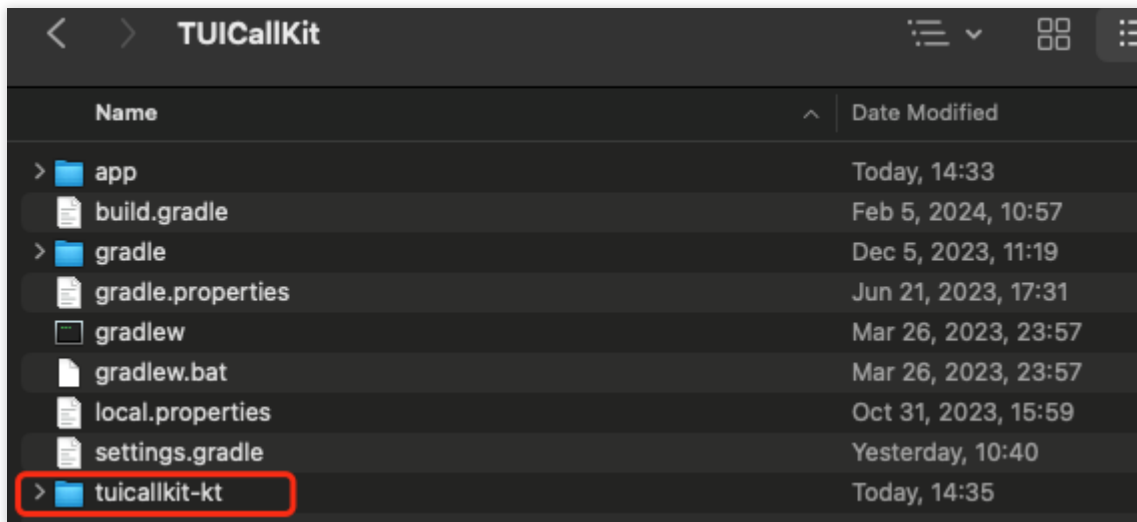 TUICallKit
Name Date Modified
app Today, 14:33
build.gradle Feb 5, 2024, 10:57
gradle Dec 5, 2023, 11:19
gradle.properties Jun 21, 2023, 17:31
gradlew Mar 26, 2023, 23:57
gradlew.bat Mar 26, 2023, 23:57
local.properties Oct 31, 2023, 15:59
settings.gradle Yesterday, 10:40
tuicallkit-kt Today, 14:35